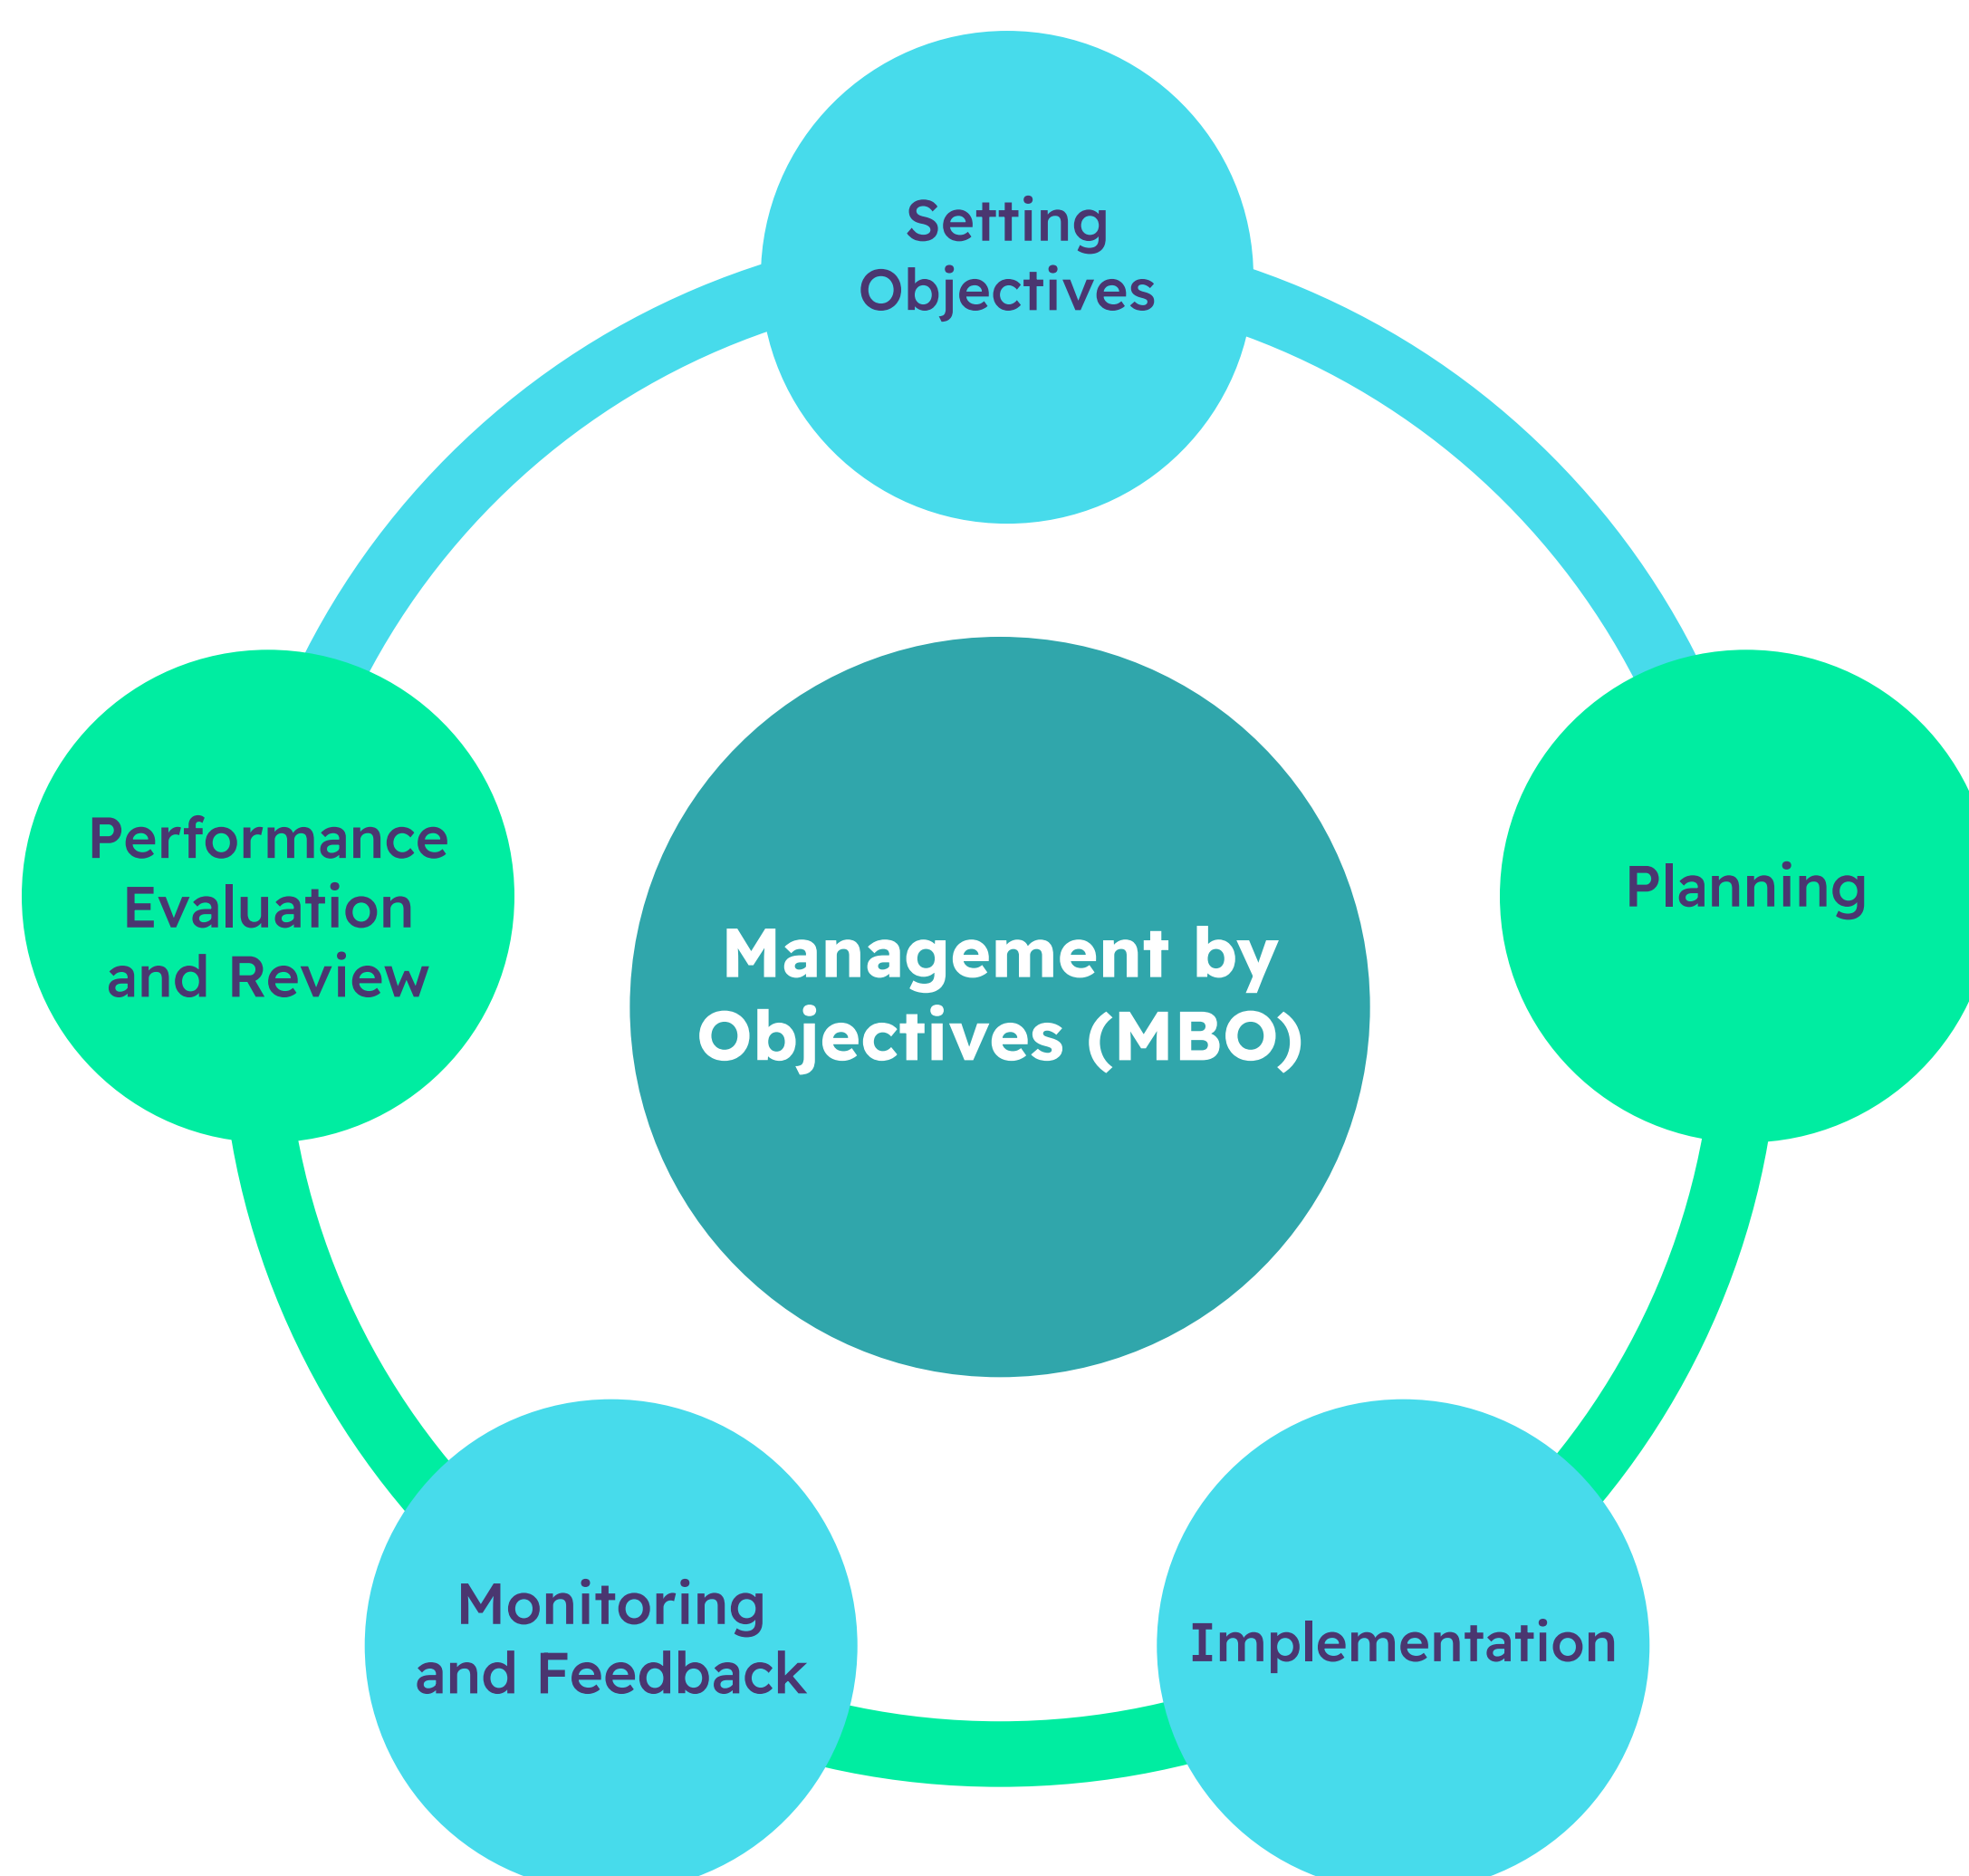 Setting
Objectives
Performance
Evaluation
and Review
Planning
Management by
Objectives (MBO)
Monitoring
and Feedback
Implementation